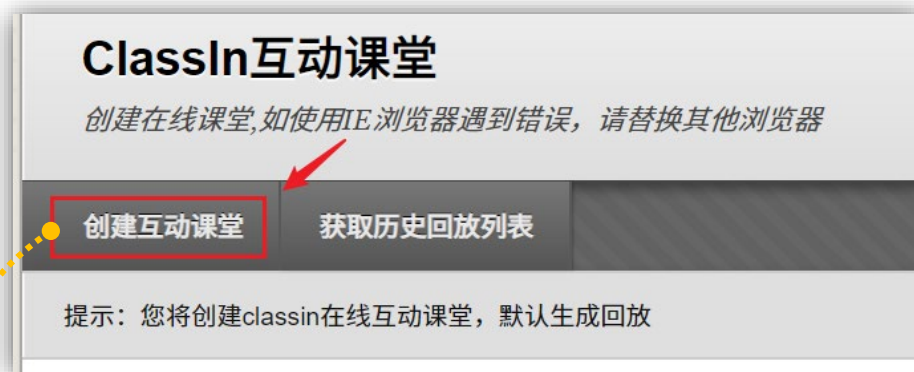 ClassIn互动课堂
创建在线课堂,如使用IE浏览器遇到错误，请替换其他浏览器
创建互动课堂 获取历史回放列表
提示：您将创建classin在线互动课堂，默认生成回放